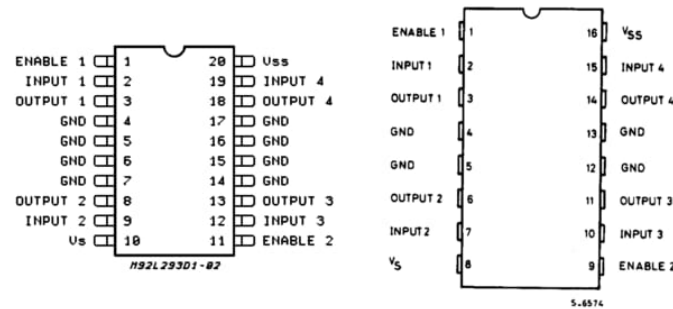 ENABLE 1 1 20 Vss
INPUT 1 2 19 INPUT 4
OUTPUT 1 3 18 OUTPUT 4
GND 4 17 GND
GND 5 16 GND
GND 6 15 GND
GND 7 14 GND
OUTPUT 2 8 13 OUTPUT 3
INPUT 2 9 12 INPUT 3
Vs 10 11 ENABLE 2
M92L293D1-02
ENABLE 1 1 16 VSS
INPUT 1 2 15 INPUT 4
OUTPUT 1 3 14 OUTPUT 4
GND 4 13 GND
GND 5 12 GND
OUTPUT 2 6 11 OUTPUT 3
INPUT 2 7 10 INPUT 3
VS 8 9 ENABLE 2
S-6574